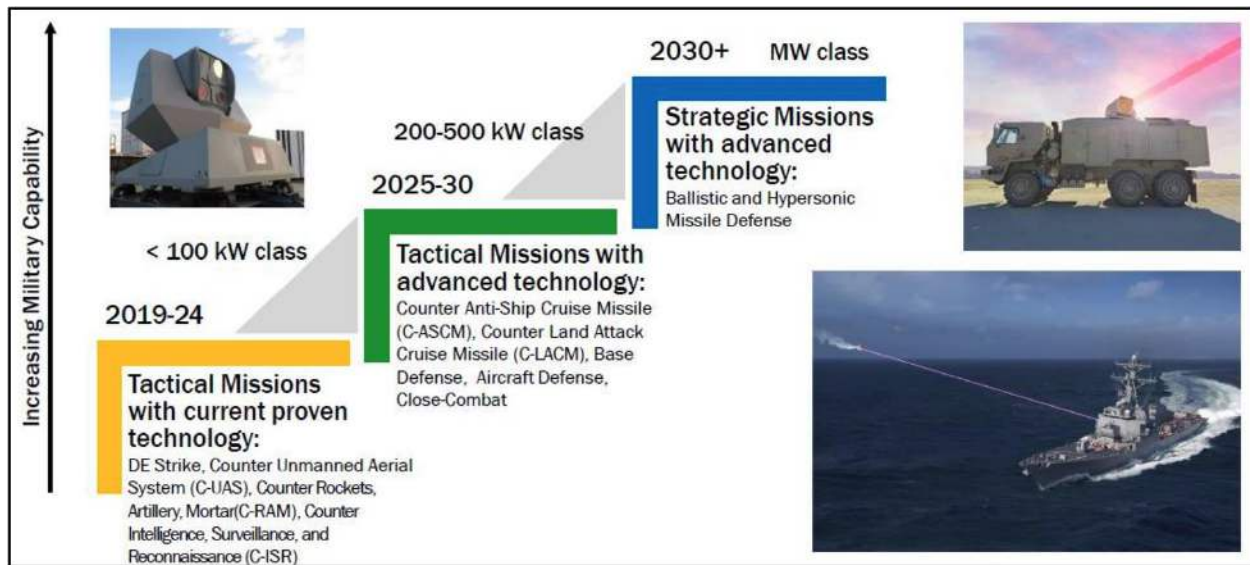 Increasing Military Capability
2019-24
< 100 kW class
Tactical Missions
with current proven
technology:
DE Strike, Counter Unmanned Aerial
System (C-UAS), Counter Rockets,
Artillery, Mortar(C-RAM), Counter
Intelligence, Surveillance, and
Reconnaissance (C-ISR)
2025-30
200-500 kW class
Tactical Missions with
advanced technology:
Counter Anti-Ship Cruise Missile
(C-ASCM), Counter Land Attack
Cruise Missile (C-LACM), Base
Defense, Aircraft Defense,
Close-Combat
2030+ MW class
Strategic Missions
with advanced
technology:
Ballistic and Hypersonic
Missile Defense